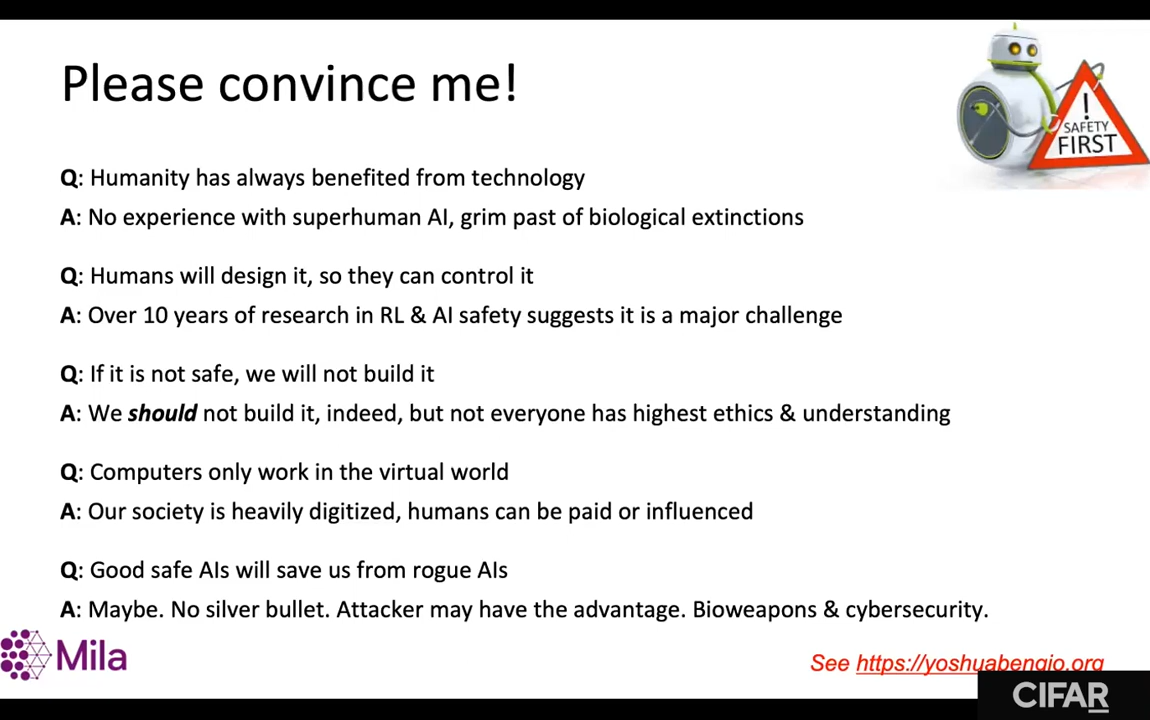 Please convince me!
!
SAFETY
FIRST
Q: Humanity has always benefited from technology
A: No experience with superhuman AI, grim past of biological extinctions
Q: Humans will design it, so they can control it
A: Over 10 years of research in RL & AI safety suggests it is a major challenge
Q: If it is not safe, we will not build it
A: We should not build it, indeed, but not everyone has highest ethics & understanding
Q: Computers only work in the virtual world
A: Our society is heavily digitized, humans can be paid or influenced
Q: Good safe AIs will save us from rogue AIs
A: Maybe. No silver bullet. Attacker may have the advantage. Bioweapons & cybersecurity.
Mila
See https://yoshuabengio.org
CIFAR